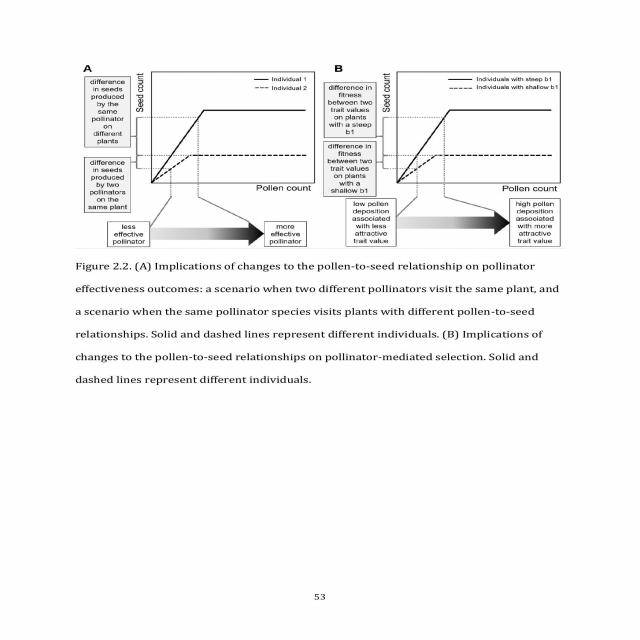 A
difference
in seeds
produced
by the
same
pollinator
on
different
plants
difference
in seeds
produced
by two
pollinators
on the
same plant
Seed count
Individual 1
Individual 2
Pollen count
less
effective
pollinator
more
effective
pollinator
B
difference in
fitness
between two
trait values
on plants
with a steep
b1
difference in
fitness
between two
trait values
on plants
with a
shallow b1
Seed count
Individuals with steep b1
Individuals with shallow b1
Pollen count
low pollen
deposition
associated
with less
attractive
trait value
high pollen
deposition
associated
with more
attractive
trait value
Figure 2.2. (A) Implications of changes to the pollen-to-seed relationship on pollinator
effectiveness outcomes: a scenario when two different pollinators visit the same plant, and
a scenario when the same pollinator species visits plants with different pollen-to-seed
relationships. Solid and dashed lines represent different individuals. (B) Implications of
changes to the pollen-to-seed relationships on pollinator-mediated selection. Solid and
dashed lines represent different individuals.
53